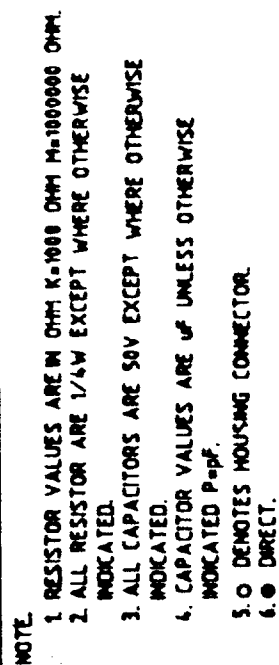 NOTE.
1. RESISTOR VALUES ARE IN OHM K=1000 OHM M=1000000 OHM.
2. ALL RESISTOR ARE 1/4W EXCEPT WHERE OTHERWISE
INDICATED.
3. ALL CAPACITORS ARE 50V EXCEPT WHERE OTHERWISE
INDICATED.
4. CAPACITOR VALUES ARE uF UNLESS OTHERWISE
INDICATED P=pF.
5. O DENOTES HOUSING CONNECTOR.
6. ● DIRECT.